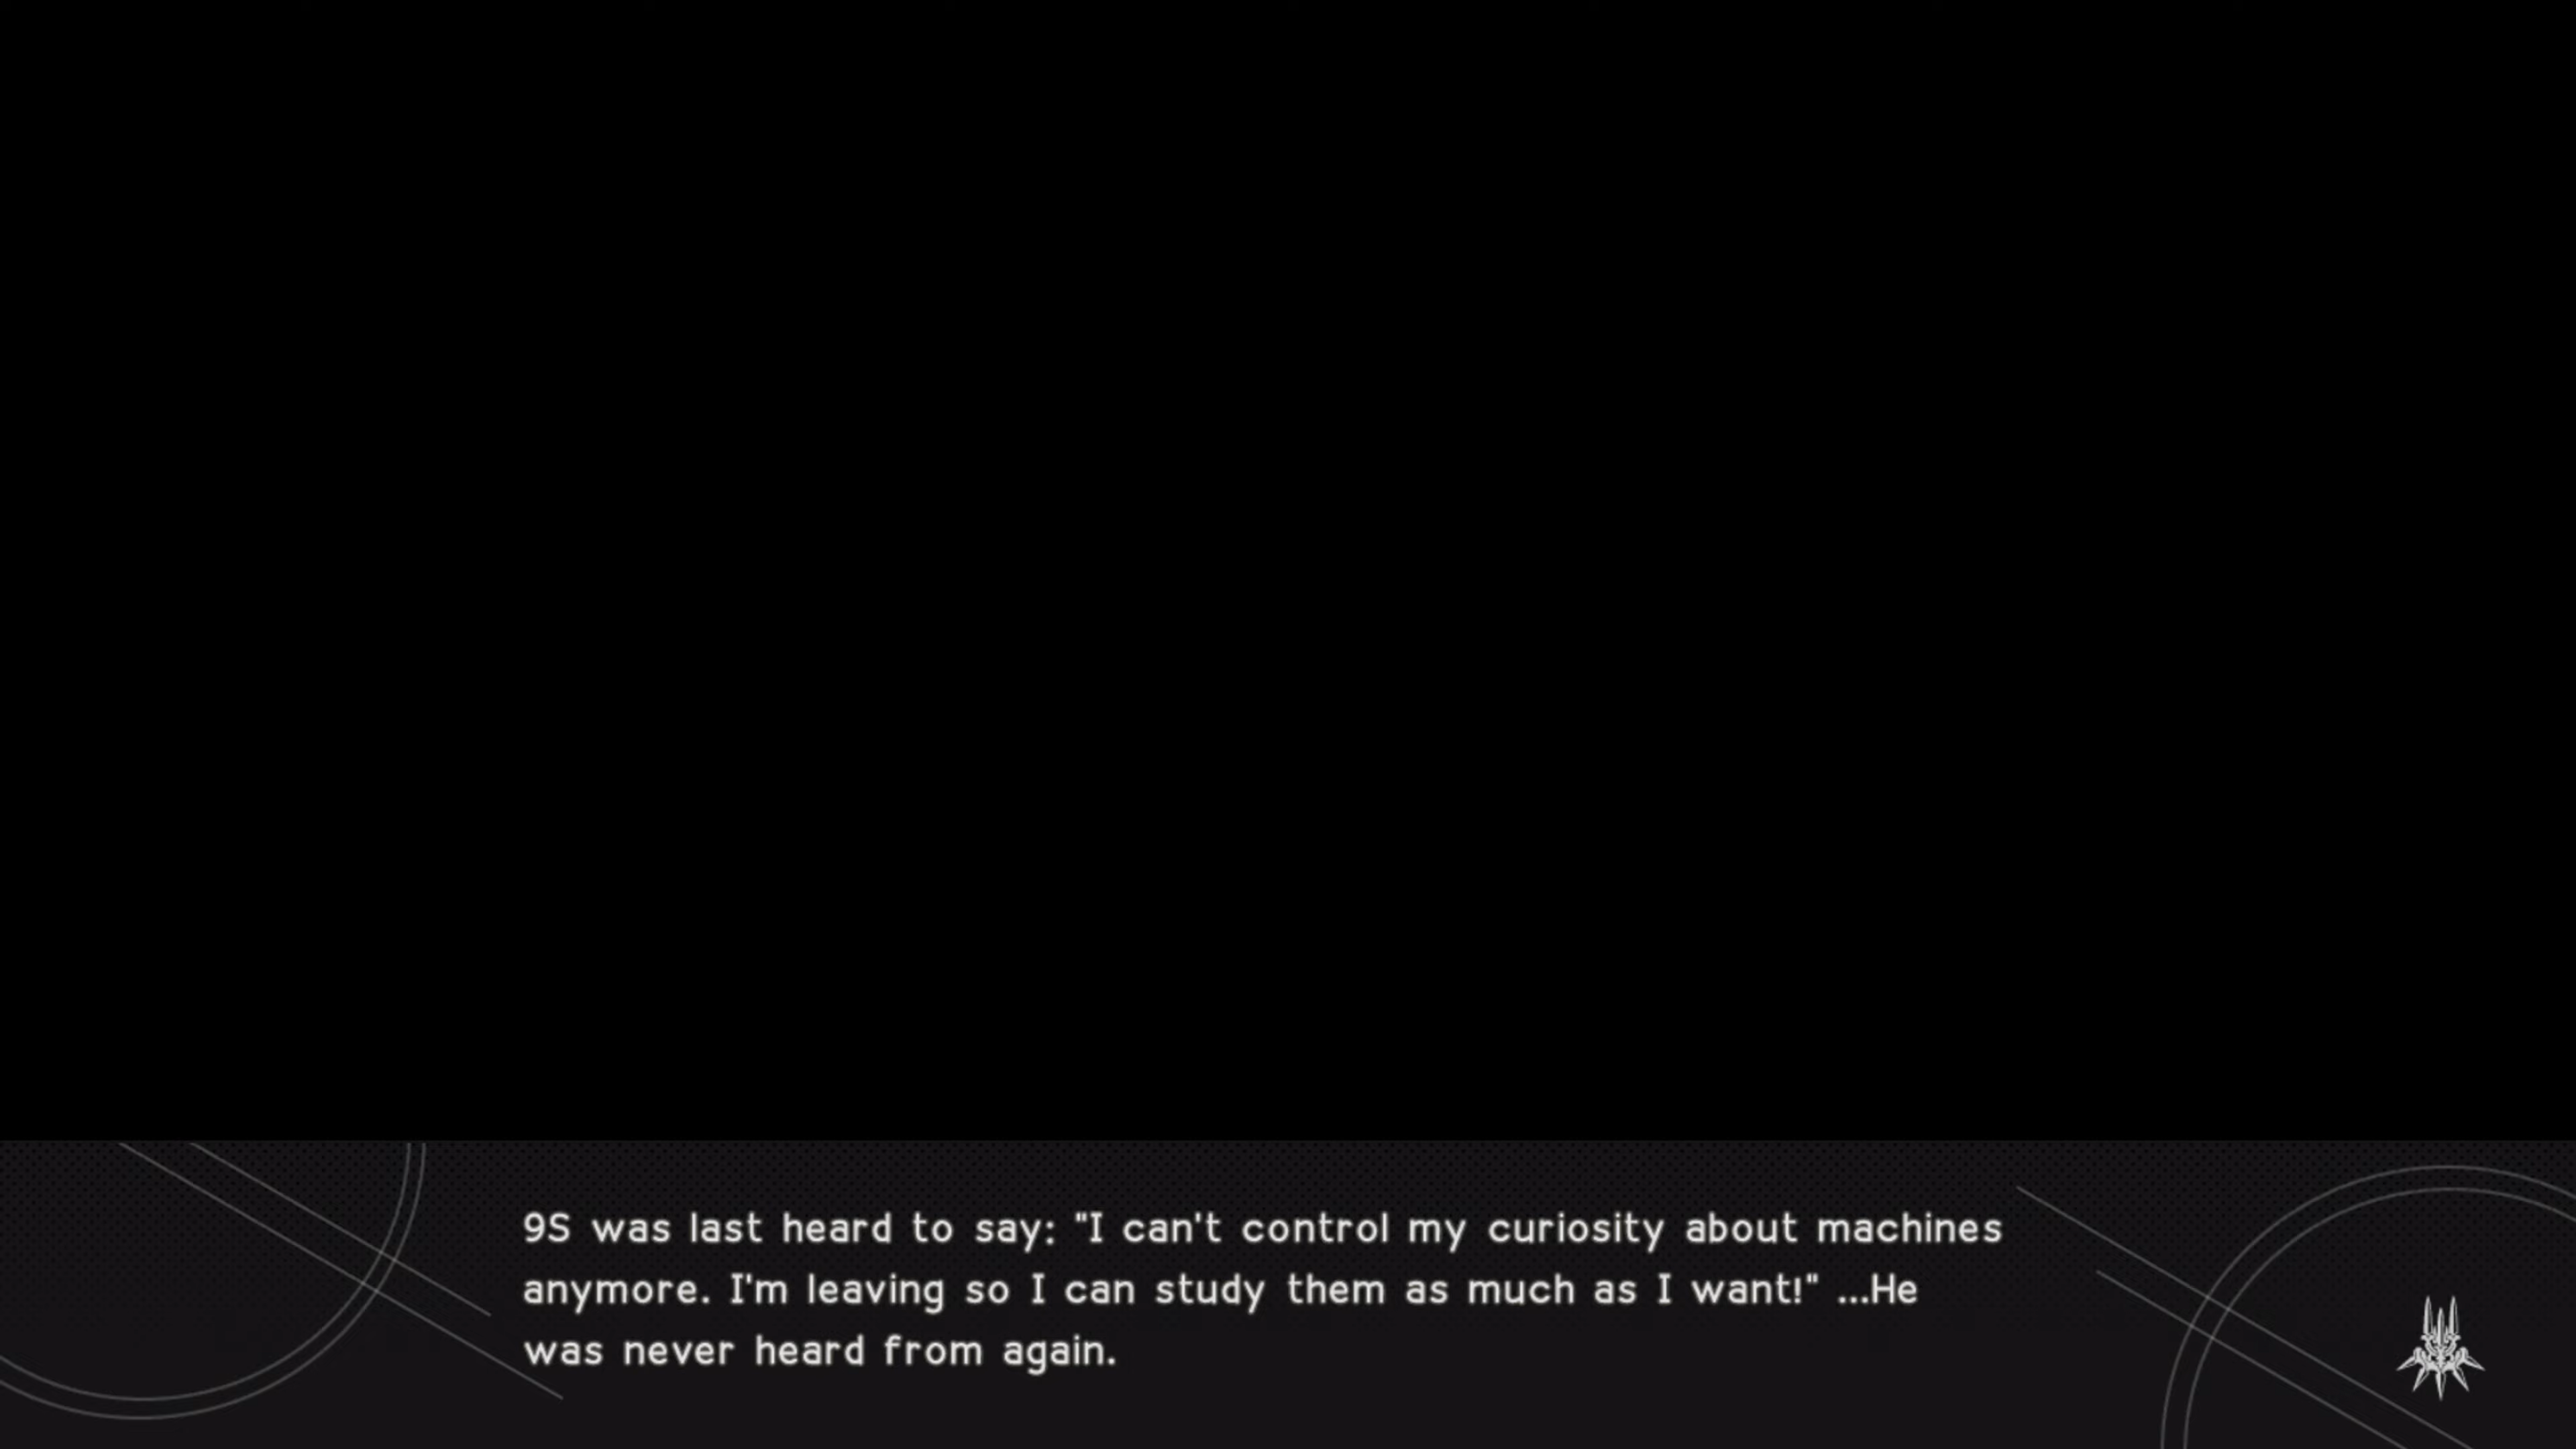 9S was last heard to say: "I can't control my curiosity about machines
anymore. I'm leaving so I can study them as much as I want!" ...He
was never heard from again.